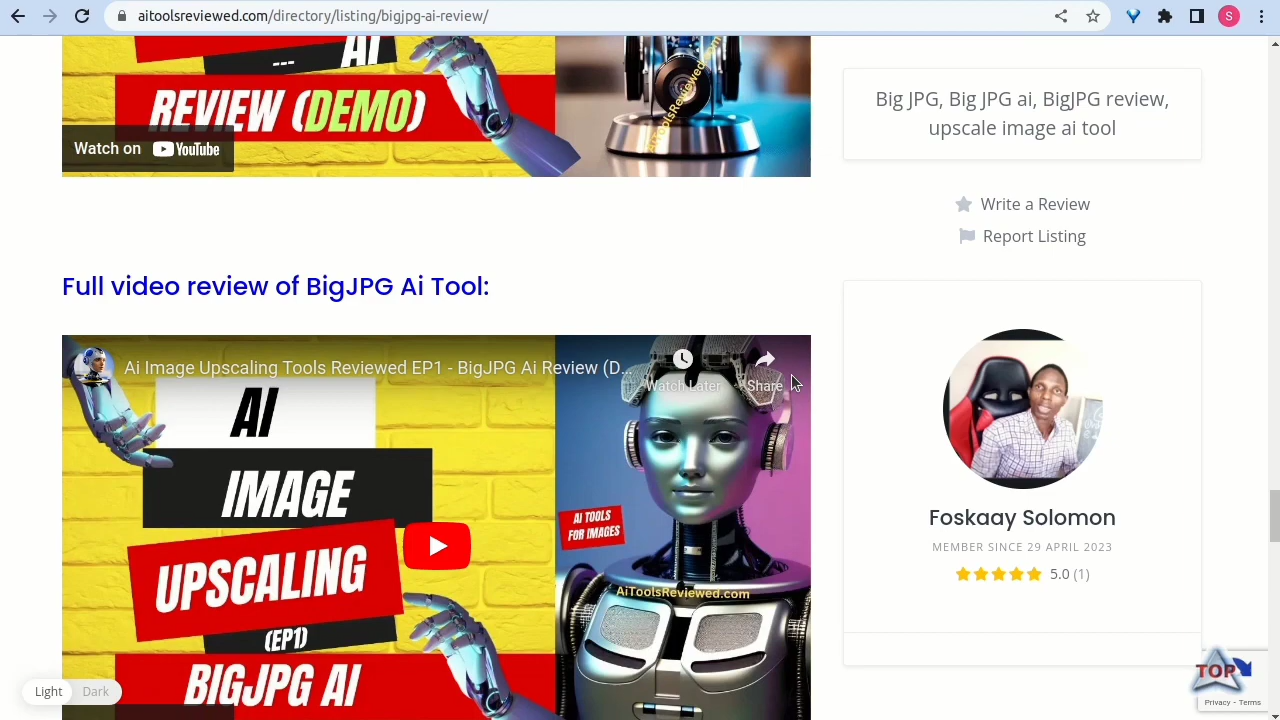 aitoolsreviewed.com/directory/listing/bigjpg-ai-review/
S
AI
---
REVIEW (DEMO)
AiToolsReviewed.com
Watch on YouTube
Big JPG, Big JPG ai, BigJPG review,
upscale image ai tool
Write a Review
Report Listing
Full video review of BigJPG Ai Tool:
Ai Image Upscaling Tools Reviewed EP1 - BigJPG Ai Review (D...
Watch Later
Share
AI
IMAGE
UPSCALING
(EP1)
BIGJPG AI
AI TOOLS
FOR IMAGES
AiToolsReviewed.com
Foskaay Solomon
MEMBER SINCE 29 APRIL 2023
5.0 (1)
Light Dark
TOP
Privacy - Terms